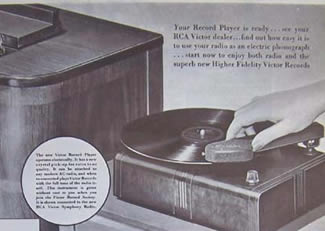 Your Record Player is ready . . . see your
RCA Victor dealer...find out how easy it is
to use your radio as an electric phonograph
. . . start now to enjoy both radio and the
superb new Higher Fidelity Victor Records
The new Victor Record Player
operates electrically. It has a new
crystal pick-up for extra tone
quality. It can be attached to
any modern AC radio, and when
so connected plays Victor Records
with the full tone of the radio it-
self. This instrument is given
without cost to you when you
join the Victor Record Society.
It is shown connected to the new
RCA Victor Symphony Radio.